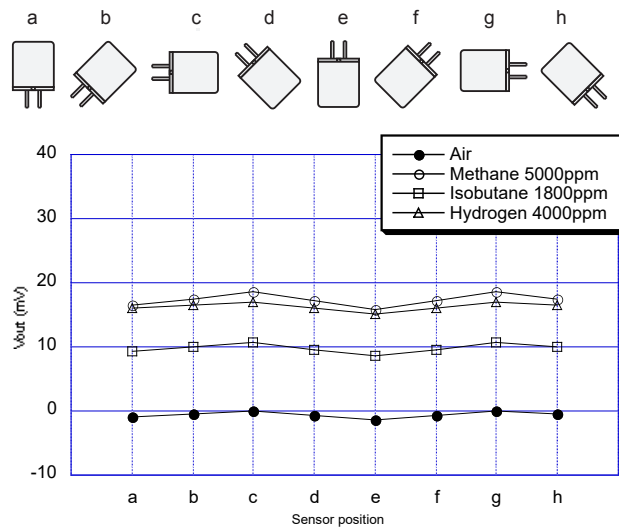 a b c d e f g h
40
Air
Methane 5000ppm
Isobutane 1800ppm
Hydrogen 4000ppm
30
20
Vout (mV)
10
0
-10
a b c d e f g h
Sensor position